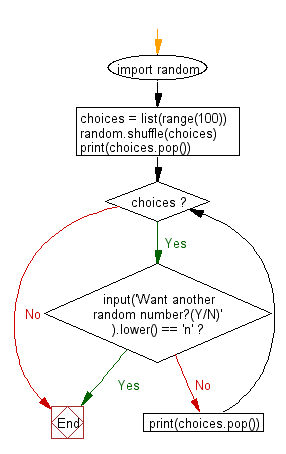 import random
choices = list(range(100))
random.shuffle(choices)
print(choices.pop())
choices ?
Yes
input('Want another
random number?(Y/N)'
).lower() == 'n' ?
No
Yes
No
End
print(choices.pop())